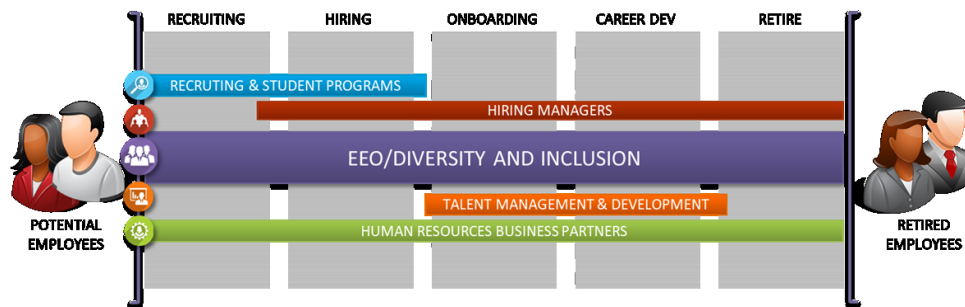 RECRUITING
HIRING
ONBOARDING
CAREER DEV
RETIRE
RECRUTING & STUDENT PROGRAMS
HIRING MANAGERS
EEO/DIVERSITY AND INCLUSION
TALENT MANAGEMENT & DEVELOPMENT
HUMAN RESOURCES BUSINESS PARTNERS
POTENTIAL
EMPLOYEES
RETIRED
EMPLOYEES